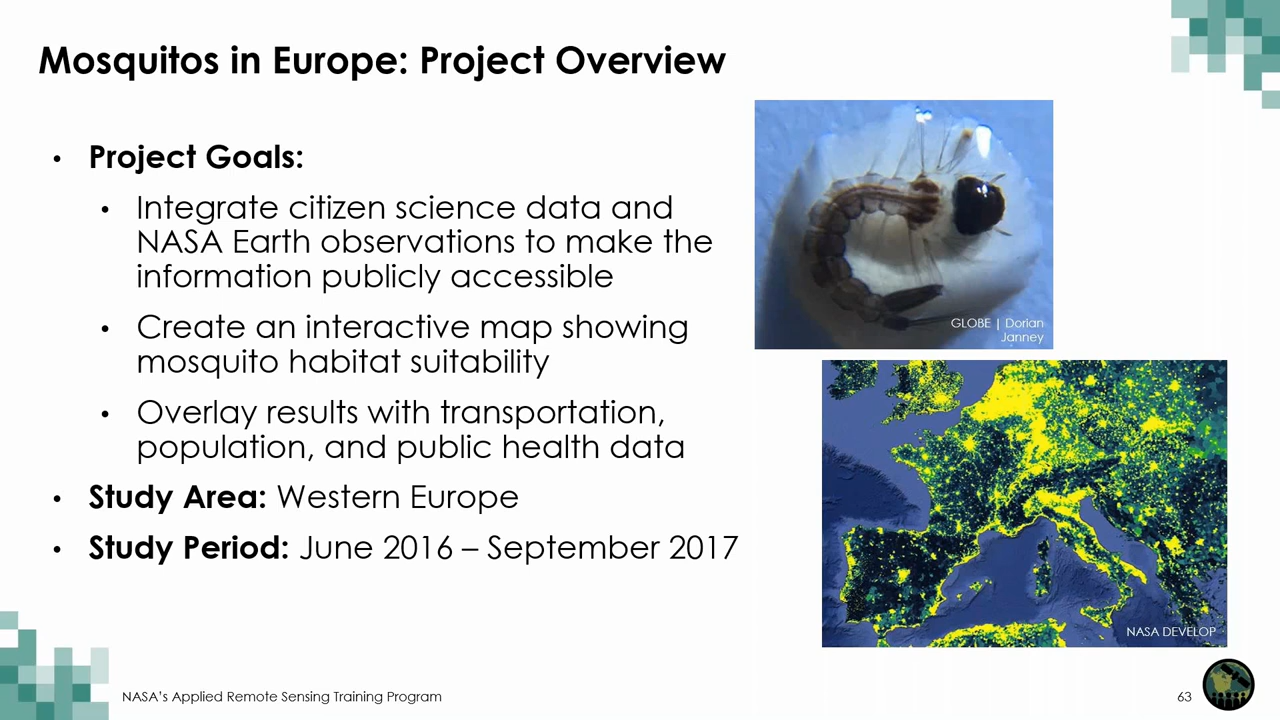 Mosquitos in Europe: Project Overview
• Project Goals:
• Integrate citizen science data and
NASA Earth observations to make the
information publicly accessible
• Create an interactive map showing
mosquito habitat suitability
• Overlay results with transportation,
population, and public health data
• Study Area: Western Europe
• Study Period: June 2016 – September 2017
GLOBE | Dorian
Janney
NASA DEVELOP
NASA's Applied Remote Sensing Training Program
63